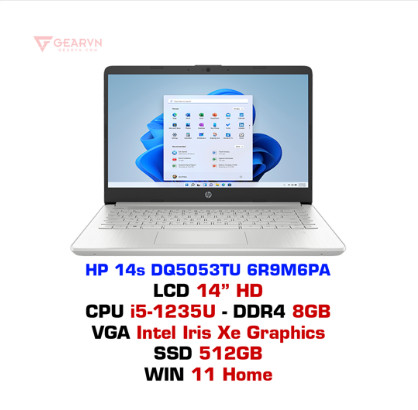 GEARVN
HP 14s DQ5053TU 6R9M6PA
LCD 14” HD
CPU i5-1235U - DDR4 8GB
VGA Intel Iris Xe Graphics
SSD 512GB
WIN 11 Home